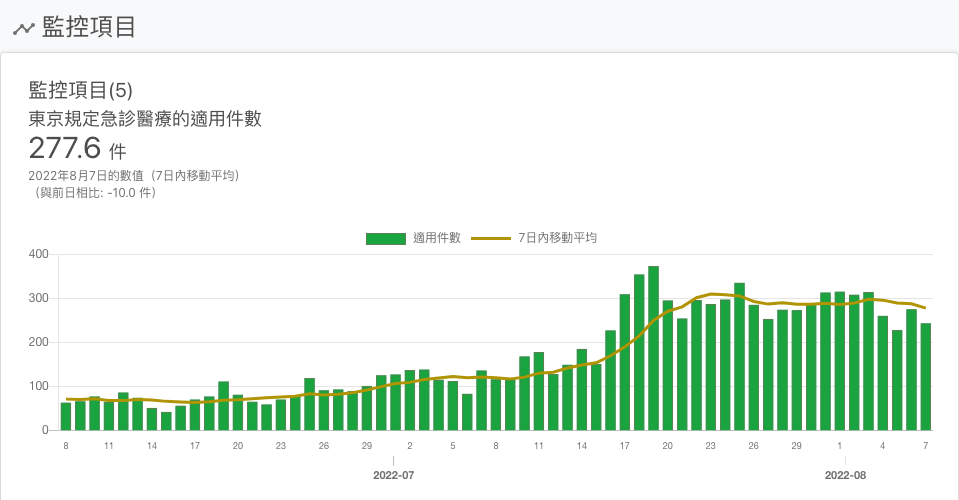 監控項目
監控項目(5)
東京規定急診醫療的適用件數
277.6 件
2022年8月7日的數值（7日內移動平均）
（與前日相比: -10.0 件）
適用件數 7日內移動平均
400
300
200
100
0
8 11 14 17 20 23 26 29 2 5 8 11 14 17 20 23 26 29 1 4 7
2022-07 2022-08